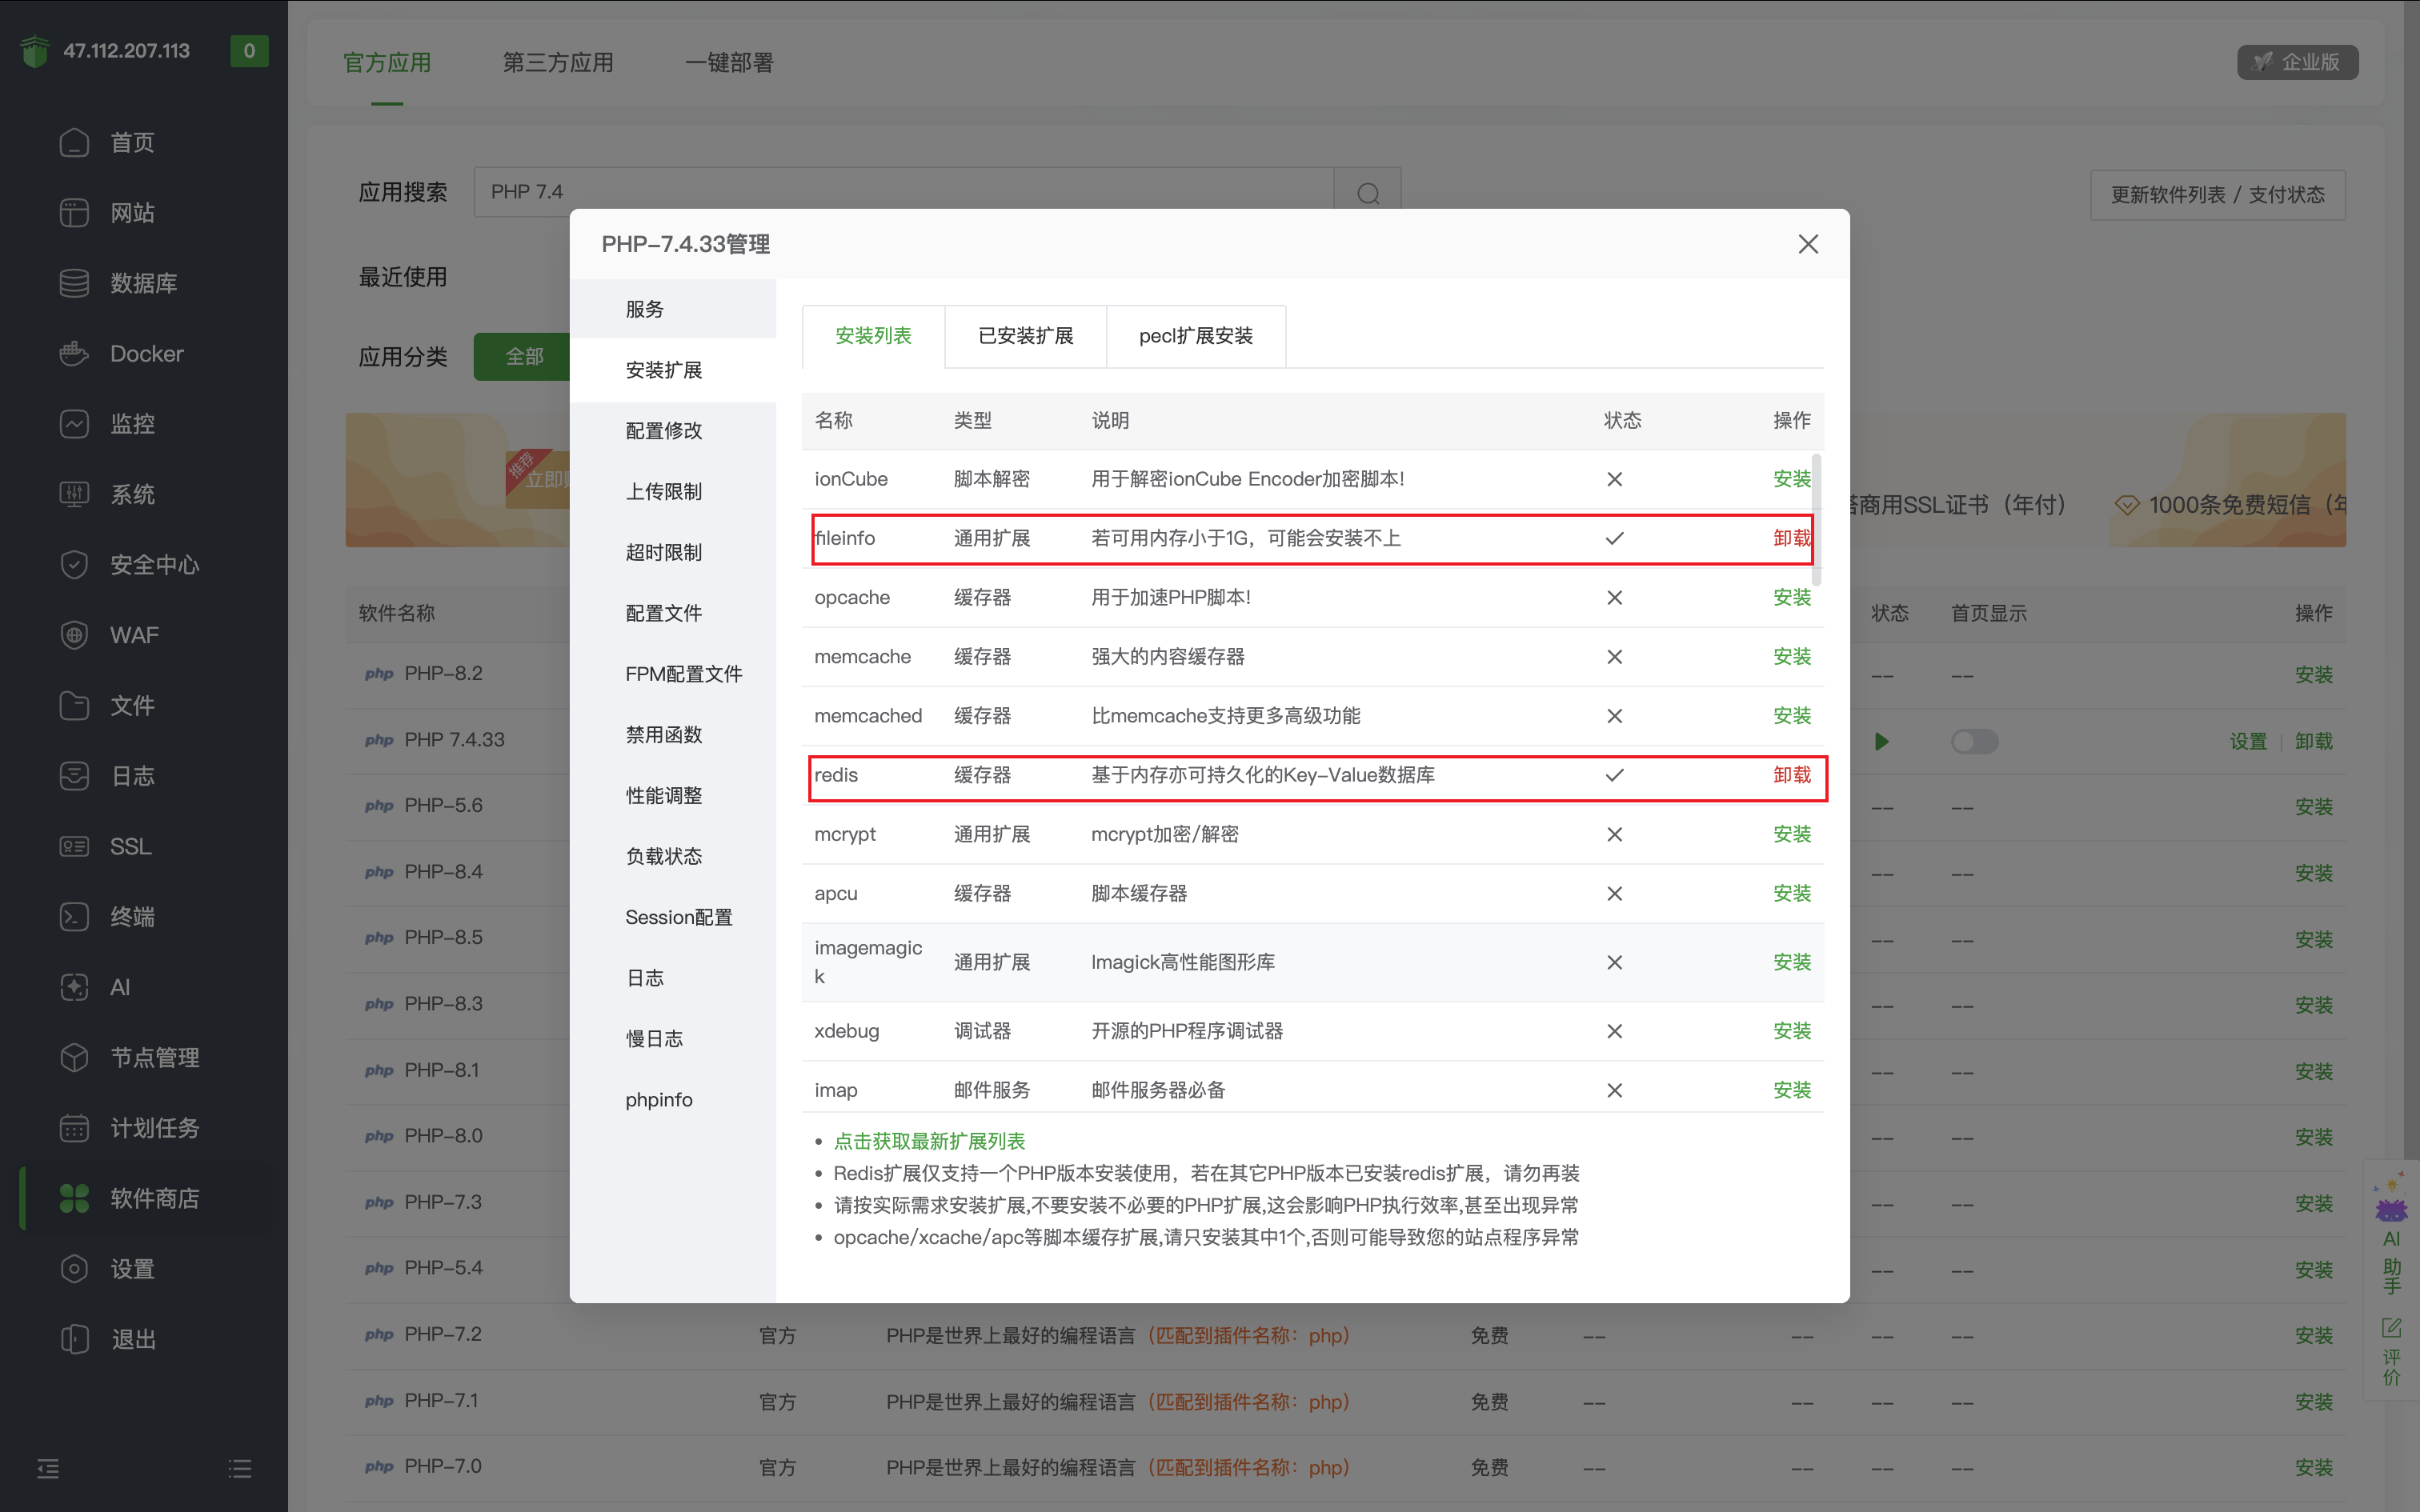 47.112.207.113
0
首页
网站
数据库
Docker
监控
系统
安全中心
WAF
文件
日志
SSL
终端
AI
节点管理
计划任务
软件商店
设置
退出
官方应用
第三方应用
一键部署
企业版
应用搜索
PHP 7.4
更新软件列表 / 支付状态
最近使用
应用分类
全部
推荐
立即
商用SSL证书（年付）
1000条免费短信（年
软件名称
状态
首页显示
操作
php PHP-8.2
-- -- 安装
php PHP 7.4.33
设置 | 卸载
php PHP-5.6
-- -- 安装
php PHP-8.4
-- -- 安装
php PHP-8.5
-- -- 安装
php PHP-8.3
-- -- 安装
php PHP-8.1
-- -- 安装
php PHP-8.0
-- -- 安装
php PHP-7.3
-- -- 安装
php PHP-5.4
-- -- 安装
php PHP-7.2 官方 PHP是世界上最好的编程语言（匹配到插件名称：php） 免费 -- -- -- -- 安装
php PHP-7.1 官方 PHP是世界上最好的编程语言（匹配到插件名称：php） 免费 -- -- -- -- 安装
php PHP-7.0 官方 PHP是世界上最好的编程语言（匹配到插件名称：php） 免费 -- -- -- -- 安装
PHP-7.4.33管理
服务
安装扩展
配置修改
上传限制
超时限制
配置文件
FPM配置文件
禁用函数
性能调整
负载状态
Session配置
日志
慢日志
phpinfo
安装列表
已安装扩展
pecl扩展安装
名称 类型 说明 状态 操作
ionCube 脚本解密 用于解密ionCube Encoder加密脚本! 安装
fileinfo 通用扩展 若可用内存小于1G，可能会安装不上 卸载
opcache 缓存器 用于加速PHP脚本! 安装
memcache 缓存器 强大的内容缓存器 安装
memcached 缓存器 比memcache支持更多高级功能 安装
redis 缓存器 基于内存亦可持久化的Key-Value数据库 卸载
mcrypt 通用扩展 mcrypt加密/解密 安装
apcu 缓存器 脚本缓存器 安装
imagemagic
k 通用扩展 Imagick高性能图形库 安装
xdebug 调试器 开源的PHP程序调试器 安装
imap 邮件服务 邮件服务器必备 安装
• 点击获取最新扩展列表
• Redis扩展仅支持一个PHP版本安装使用，若在其它PHP版本已安装redis扩展，请勿再装
• 请按实际需求安装扩展,不要安装不必要的PHP扩展,这会影响PHP执行效率,甚至出现异常
• opcache/xcache/apc等脚本缓存扩展,请只安装其中1个,否则可能导致您的站点程序异常
AI
助
手
评
价